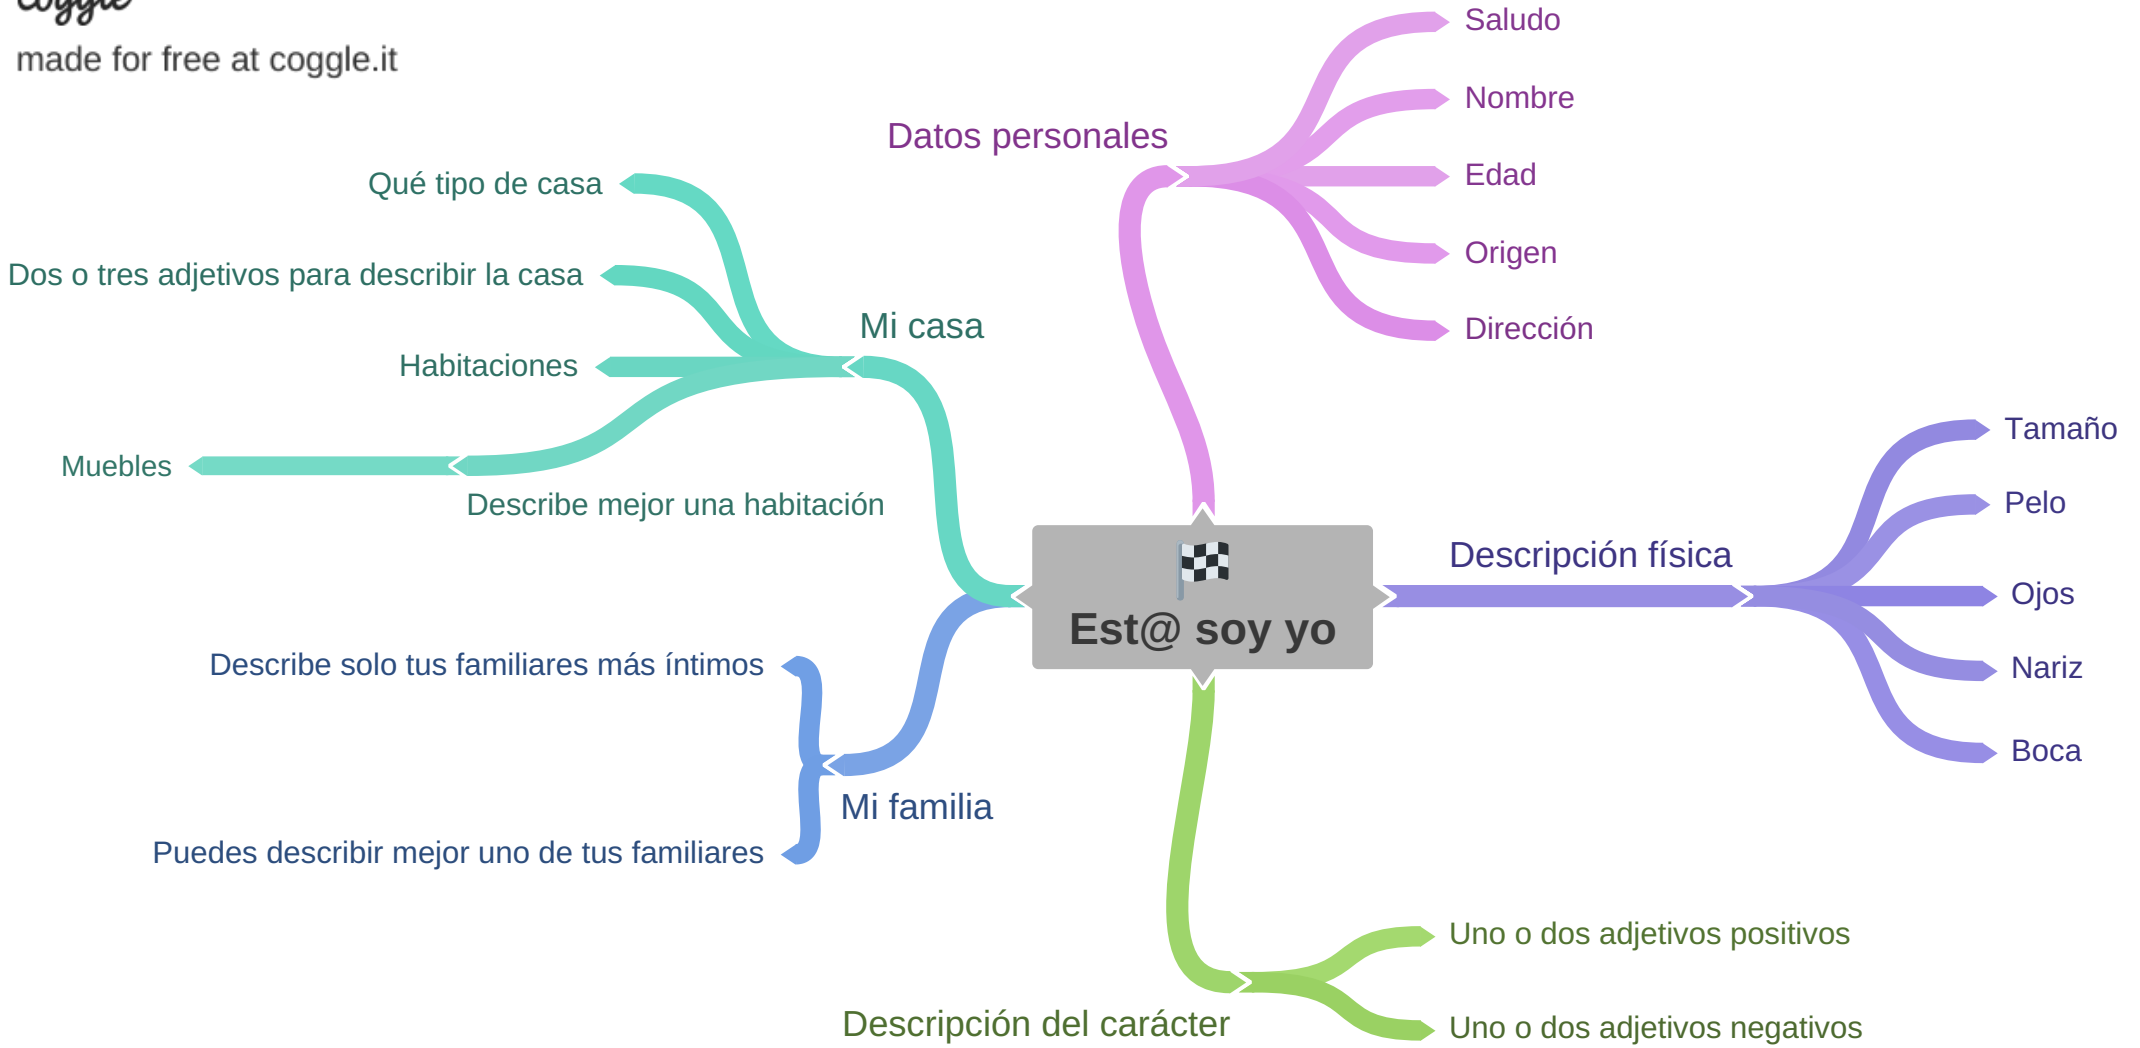 coggle
made for free at coggle.it
Saludo
Nombre
Datos personales
Edad
Origen
Dirección
Qué tipo de casa
Dos o tres adjetivos para describir la casa
Mi casa
Habitaciones
Muebles
Describe mejor una habitación
Est@ soy yo
Descripción física
Tamaño
Pelo
Ojos
Nariz
Boca
Describe solo tus familiares más íntimos
Mi familia
Puedes describir mejor uno de tus familiares
Uno o dos adjetivos positivos
Descripción del carácter
Uno o dos adjetivos negativos